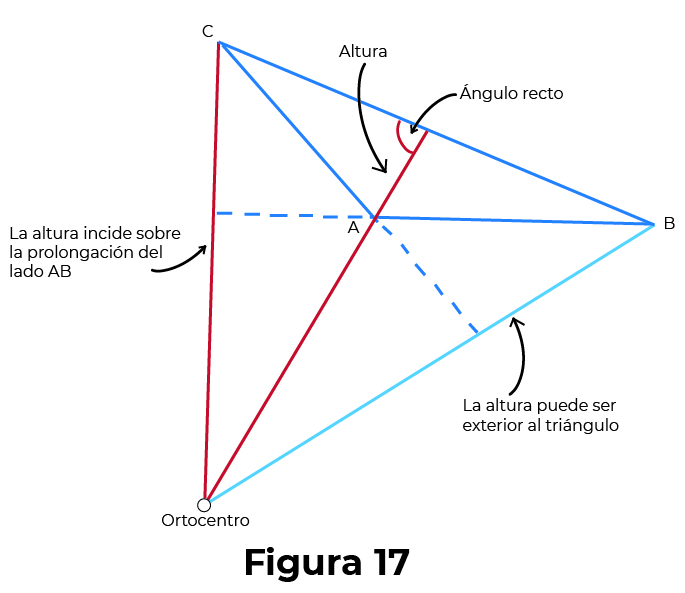 C
Altura
Ángulo recto
A
B
La altura incide sobre
la prolongación del
lado AB
La altura puede ser
exterior al triángulo
Ortocentro
Figura 17